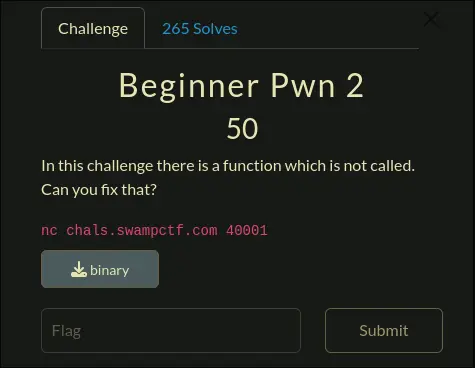 Challenge
265 Solves
Beginner Pwn 2
50
In this challenge there is a function which is not called.
Can you fix that?
nc chals.swampctf.com 40001
binary
Flag
Submit